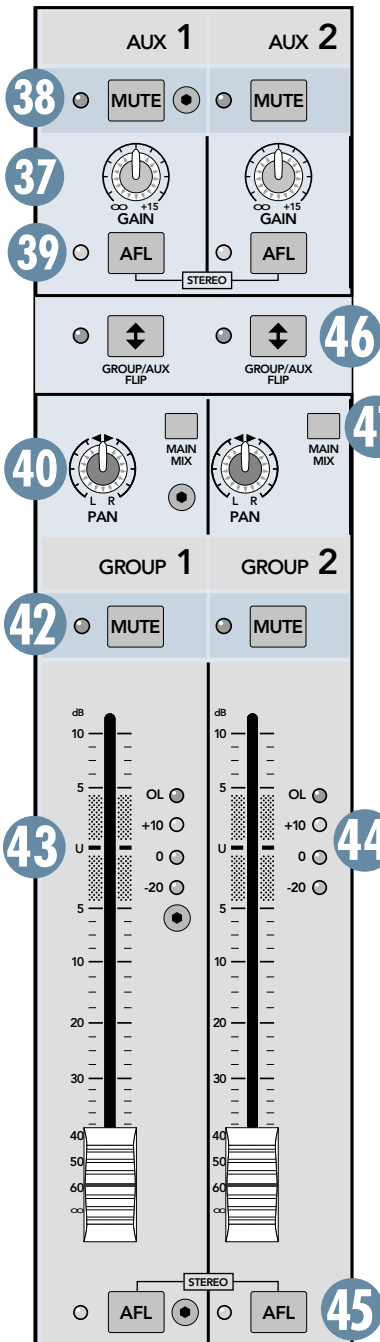 AUX 1 AUX 2
38 MUTE MUTE
37
∞ +15 ∞ +15
GAIN GAIN
39 AFL AFL
STEREO
46
GROUP/AUX GROUP/AUX
FLIP FLIP
MAIN MAIN
MIX MIX
40
L R L R
PAN PAN
GROUP 1 GROUP 2
42 MUTE MUTE
dB dB
10 10
5 5
OL OL
+10 +10
43 U U 44
0 0
-20 -20
5 5
10 10
20 20
30 30
40 40
50 50
60 60
∞ ∞
STEREO
AFL AFL 45